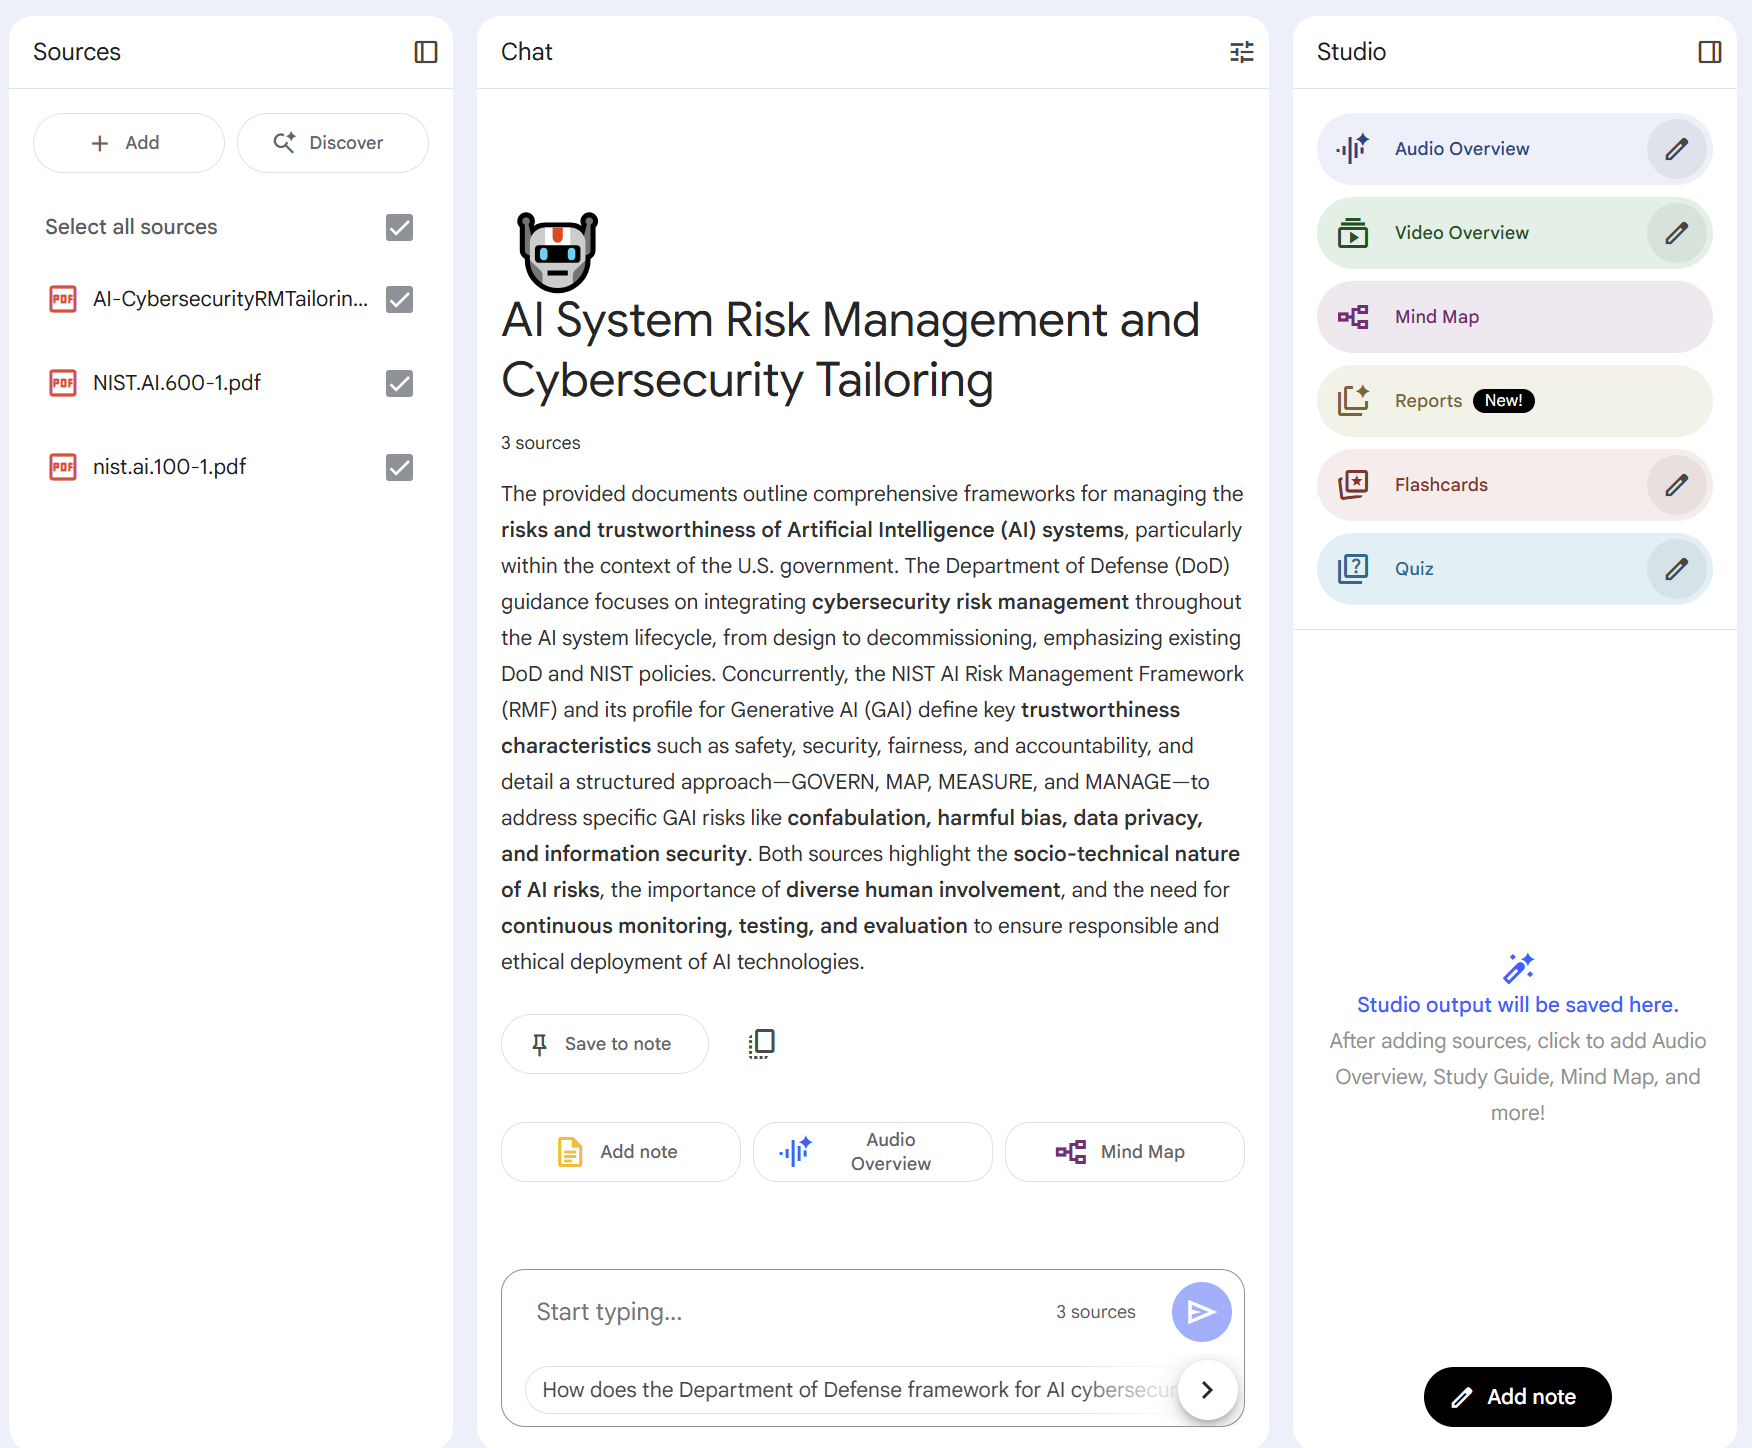 Sources
Add
Discover
Select all sources
AI-CybersecurityRMTailorin...
NIST.AI.600-1.pdf
nist.ai.100-1.pdf
Chat
AI System Risk Management and
Cybersecurity Tailoring
3 sources
The provided documents outline comprehensive frameworks for managing the
risks and trustworthiness of Artificial Intelligence (AI) systems, particularly
within the context of the U.S. government. The Department of Defense (DoD)
guidance focuses on integrating cybersecurity risk management throughout
the AI system lifecycle, from design to decommissioning, emphasizing existing
DoD and NIST policies. Concurrently, the NIST AI Risk Management Framework
(RMF) and its profile for Generative AI (GAI) define key trustworthiness
characteristics such as safety, security, fairness, and accountability, and
detail a structured approach—GOVERN, MAP, MEASURE, and MANAGE—to
address specific GAI risks like confabulation, harmful bias, data privacy,
and information security. Both sources highlight the socio-technical nature
of AI risks, the importance of diverse human involvement, and the need for
continuous monitoring, testing, and evaluation to ensure responsible and
ethical deployment of AI technologies.
Save to note
Add note
Audio
Overview
Mind Map
Start typing...
3 sources
How does the Department of Defense framework for AI cybersecur
Studio
Audio Overview
Video Overview
Mind Map
Reports New!
Flashcards
Quiz
Studio output will be saved here.
After adding sources, click to add Audio
Overview, Study Guide, Mind Map, and
more!
Add note